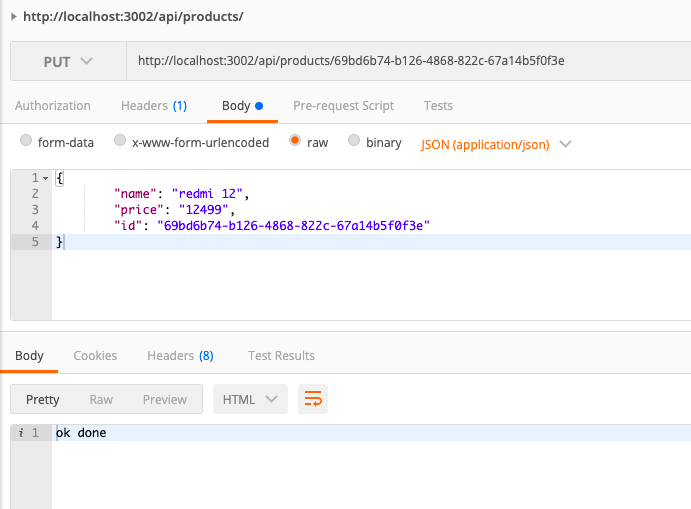 http://localhost:3002/api/products/
PUT http://localhost:3002/api/products/69bd6b74-b126-4868-822c-67a14b5f0f3e
Authorization Headers (1) Body Pre-request Script Tests
form-data x-www-form-urlencoded raw binary JSON (application/json)
1 {
2 "name": "redmi 12",
3 "price": "12499",
4 "id": "69bd6b74-b126-4868-822c-67a14b5f0f3e"
5 }
Body Cookies Headers (8) Test Results
Pretty Raw Preview HTML
i 1 ok done